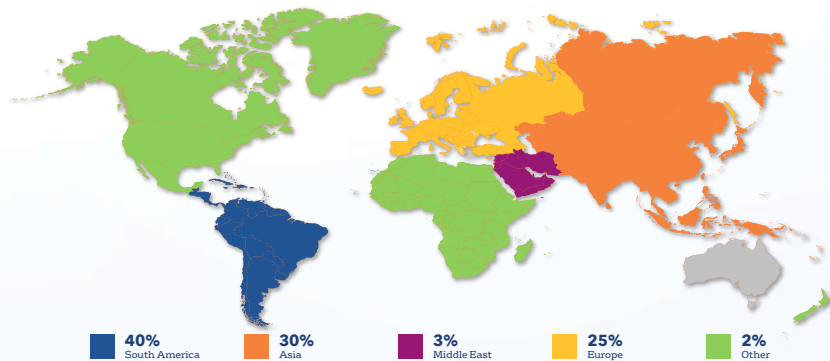 40%
South America
30%
Asia
3%
Middle East
25%
Europe
2%
Other